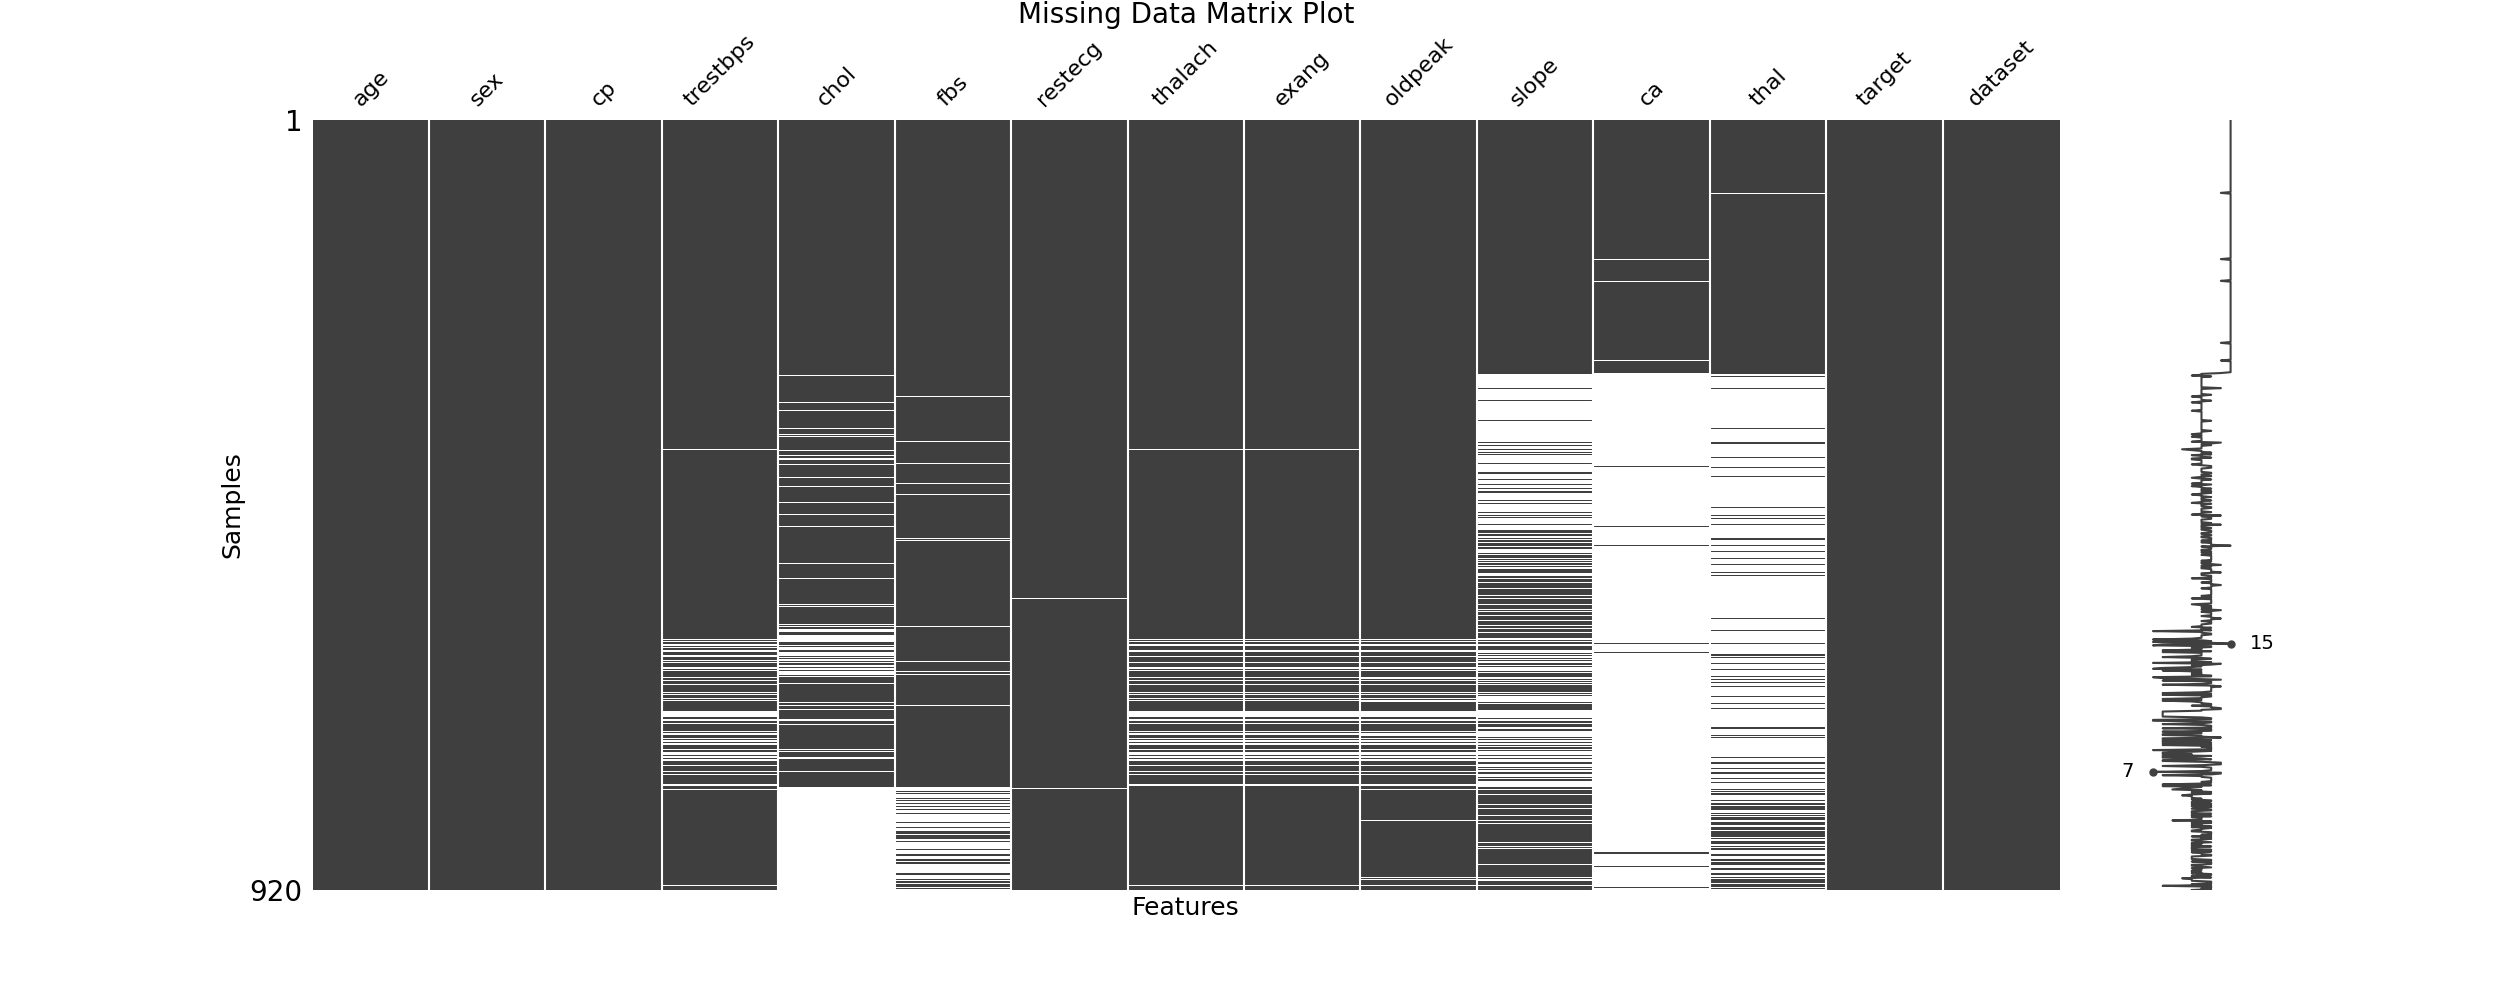 Missing Data Matrix Plot
age sex cp trestbps chol fbs restecg thalach exang oldpeak slope ca thal target dataset
1
Samples
15
7
920
Features